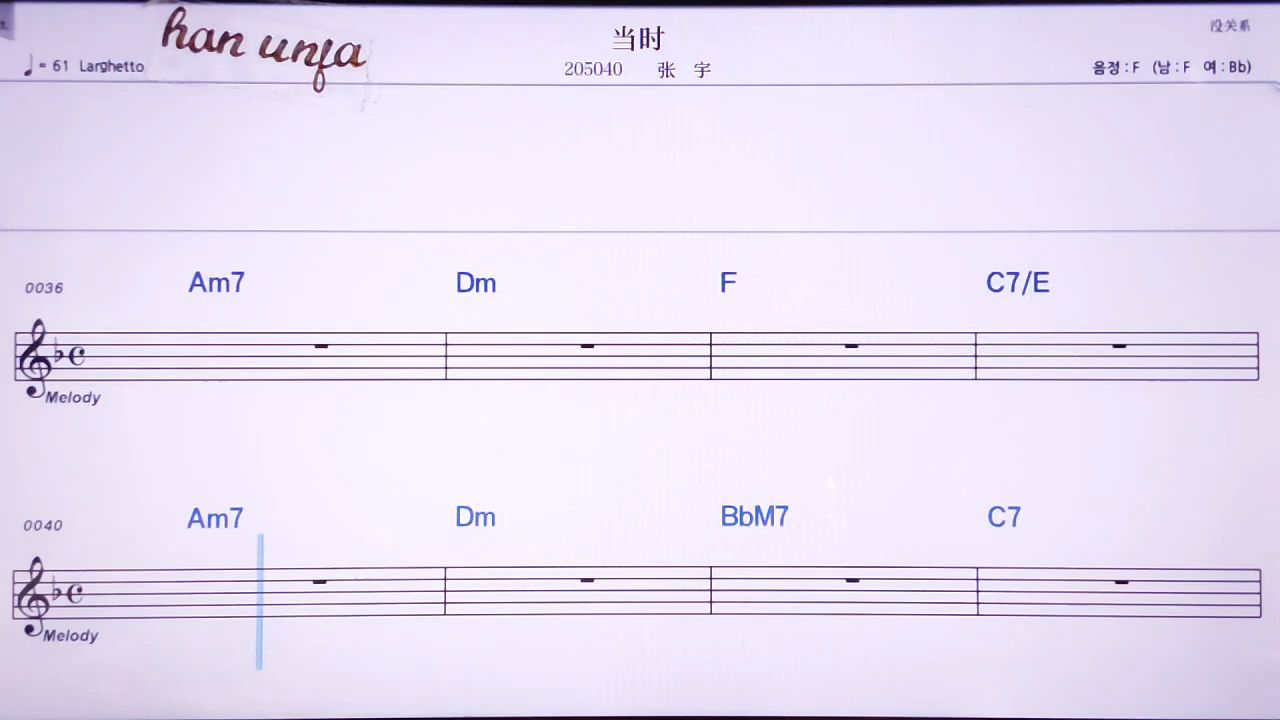 han unfa
当时
没关系
♩= 61 Larghetto
205040 张 宇
음정 : F (남 : F 여 : Bb)
0036 Am7 Dm F C7/E
Melody
0040 Am7 Dm BbM7 C7
Melody